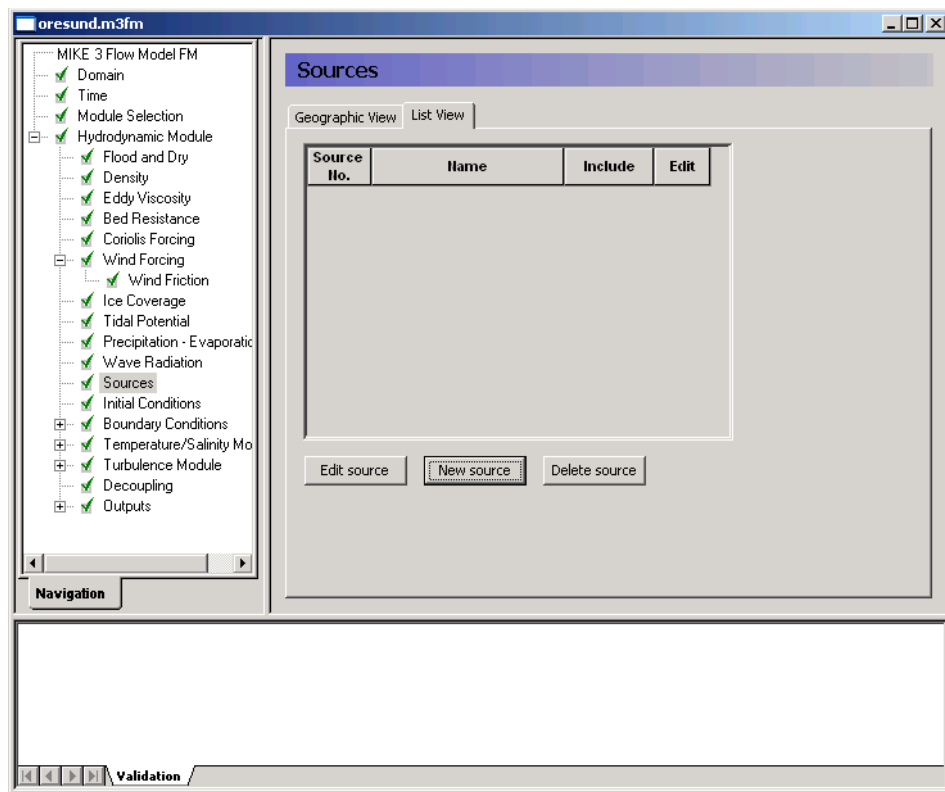 oresund.m3fm
MIKE 3 Flow Model FM
Domain
Time
Module Selection
Hydrodynamic Module
Flood and Dry
Density
Eddy Viscosity
Bed Resistance
Coriolis Forcing
Wind Forcing
Wind Friction
Ice Coverage
Tidal Potential
Precipitation - Evaporatic
Wave Radiation
Sources
Initial Conditions
Boundary Conditions
Temperature/Salinity Mo
Turbulence Module
Decoupling
Outputs
Navigation
Sources
Geographic View List View
Source No. Name Include Edit
Edit source New source Delete source
Validation